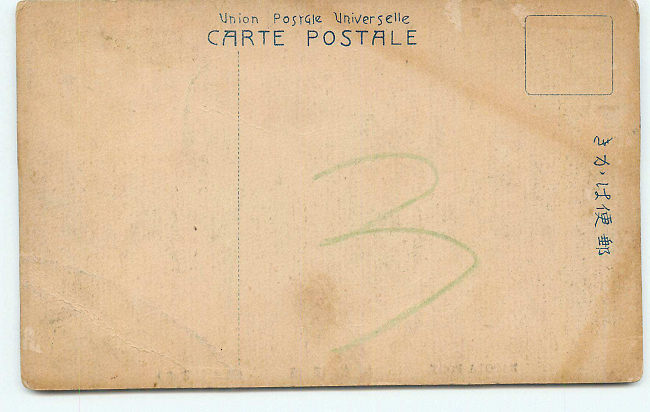 Union Postale Universelle
CARTE POSTALE
郵便はがき
3